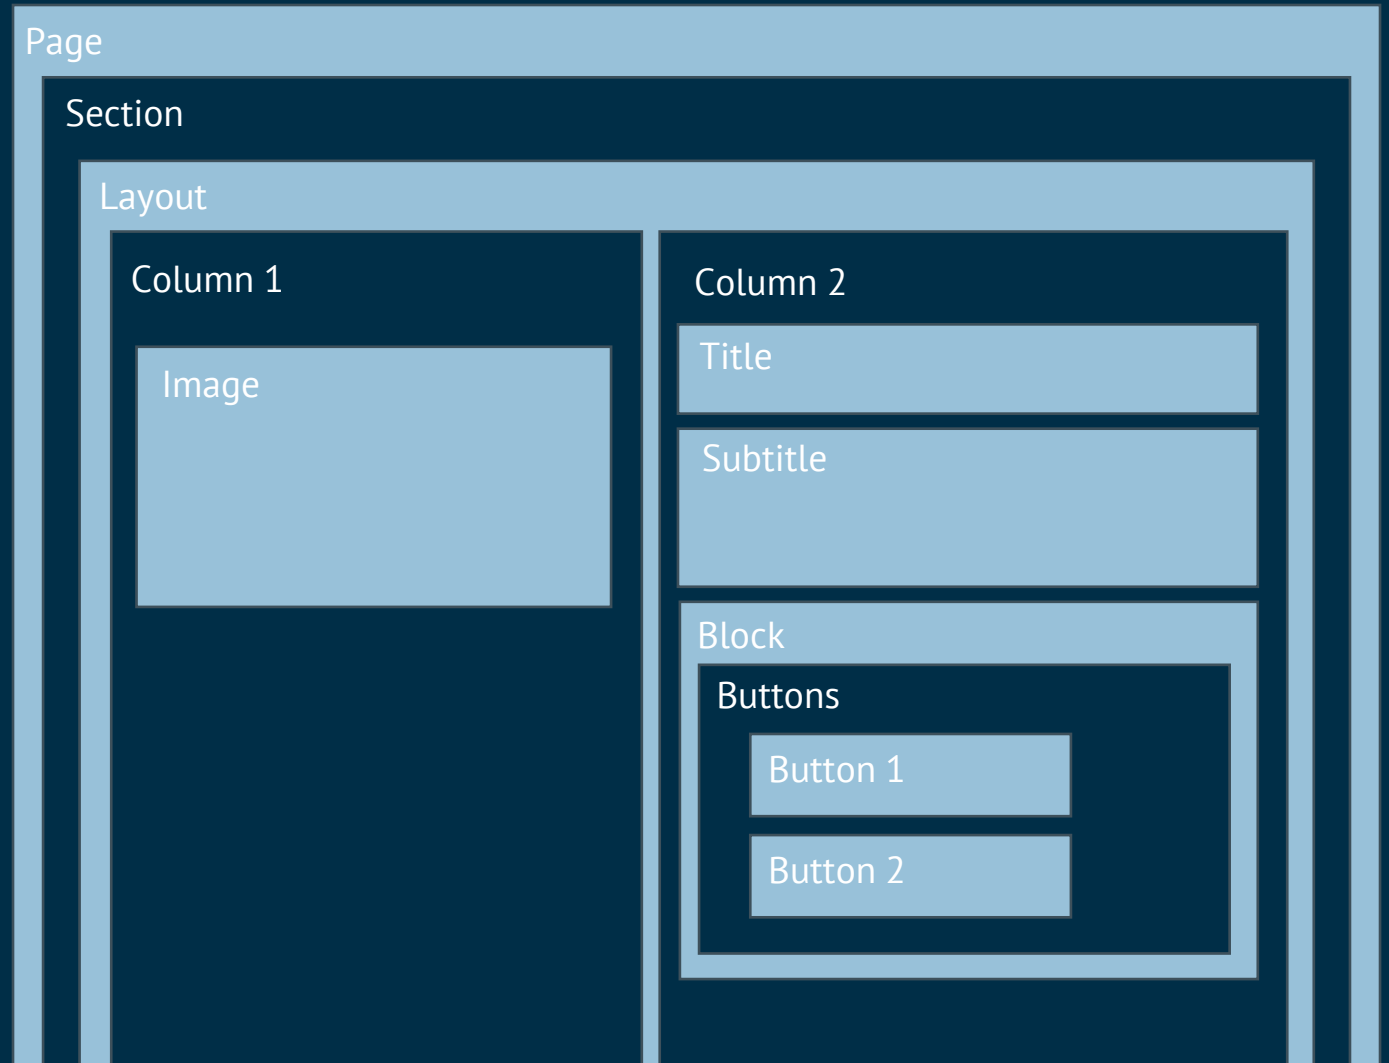 Page
Section
Layout
Column 1
Image
Column 2
Title
Subtitle
Block
Buttons
Button 1
Button 2